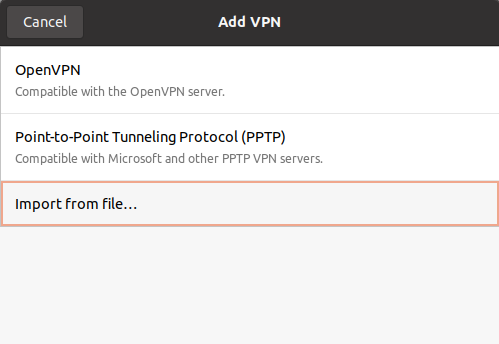 Cancel
Add VPN
OpenVPN
Compatible with the OpenVPN server.
Point-to-Point Tunneling Protocol (PPTP)
Compatible with Microsoft and other PPTP VPN servers.
Import from file…